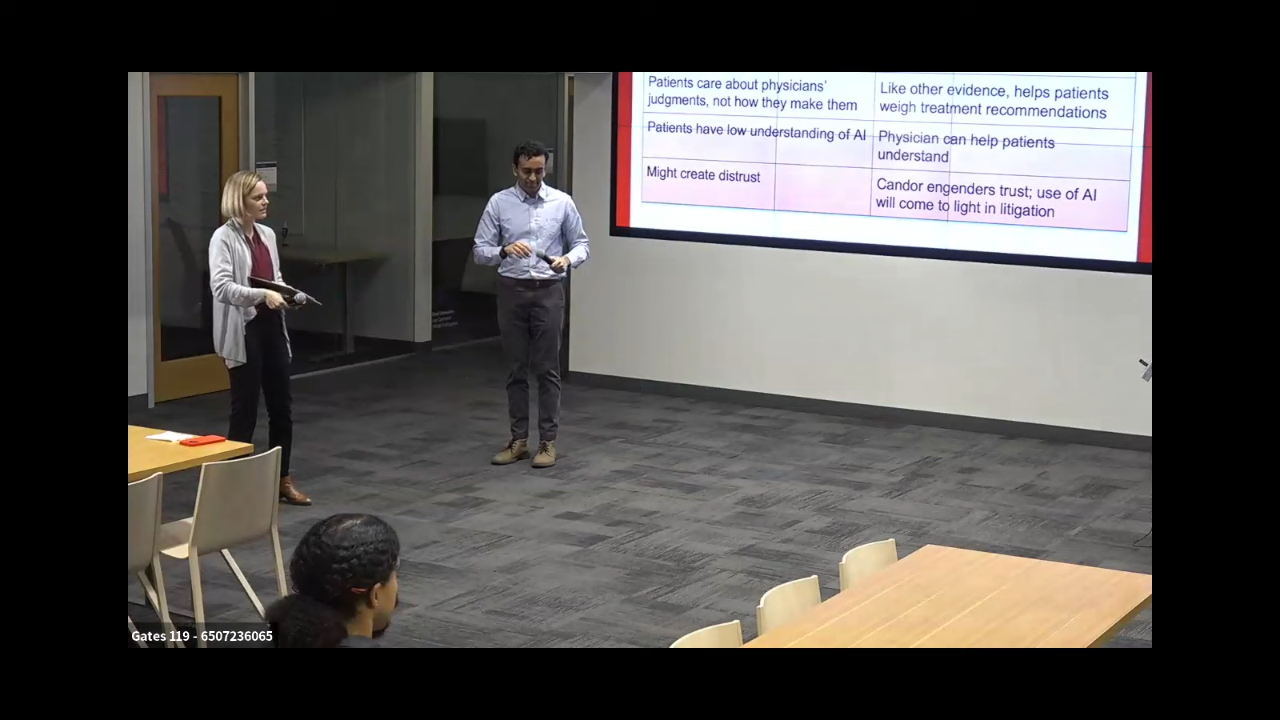 Patients care about physicians'
judgments, not how they make them
Like other evidence, helps patients
weigh treatment recommendations
Patients have low understanding of AI
Physician can help patients
understand
Might create distrust
Candor engenders trust; use of AI
will come to light in litigation
Gates 119 - 6507236065